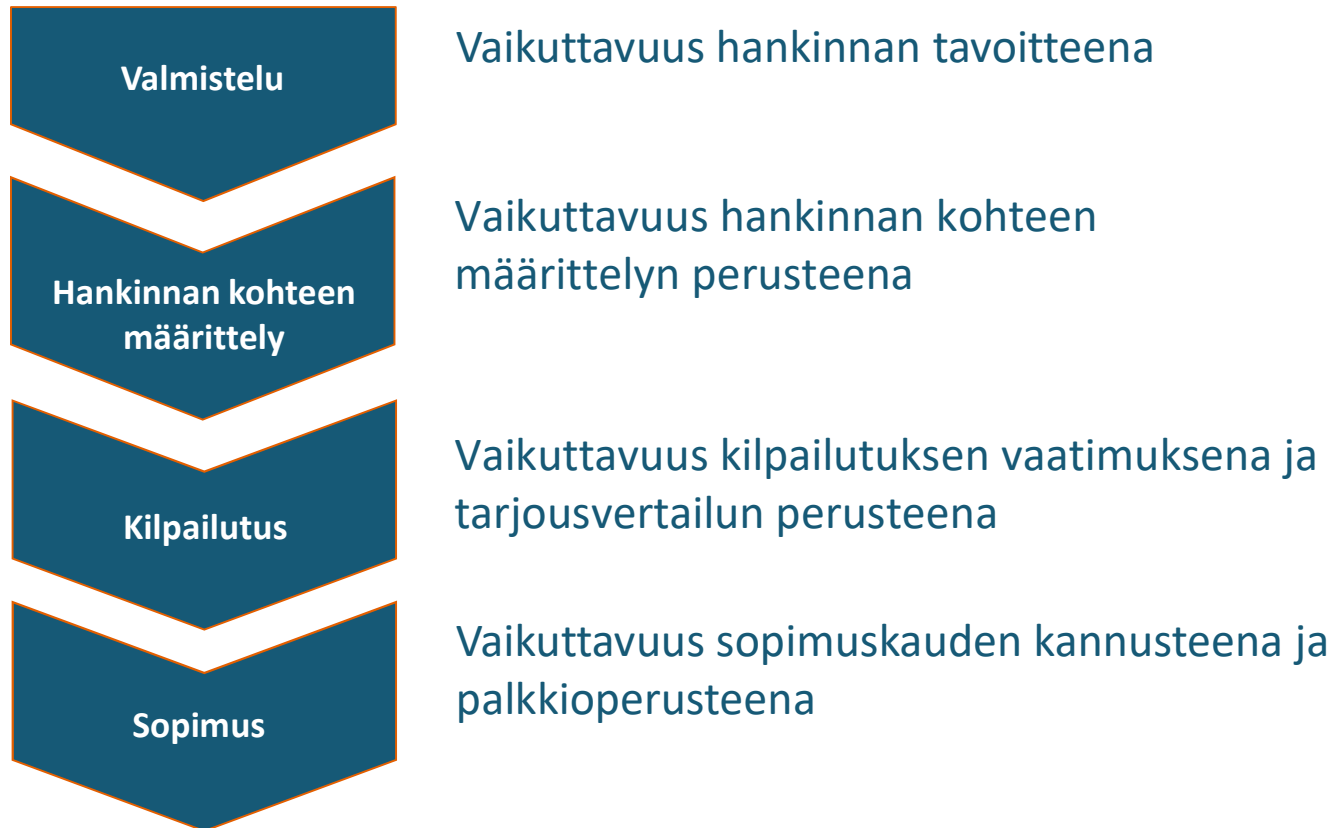 Valmistelu
Vaikuttavuus hankinnan tavoitteena
Hankinnan kohteen
määrittely
Vaikuttavuus hankinnan kohteen
määrittelyn perusteena
Kilpailutus
Vaikuttavuus kilpailutuksen vaatimuksena ja
tarjousvertailun perusteena
Sopimus
Vaikuttavuus sopimuskauden kannusteena ja
palkkioperusteena